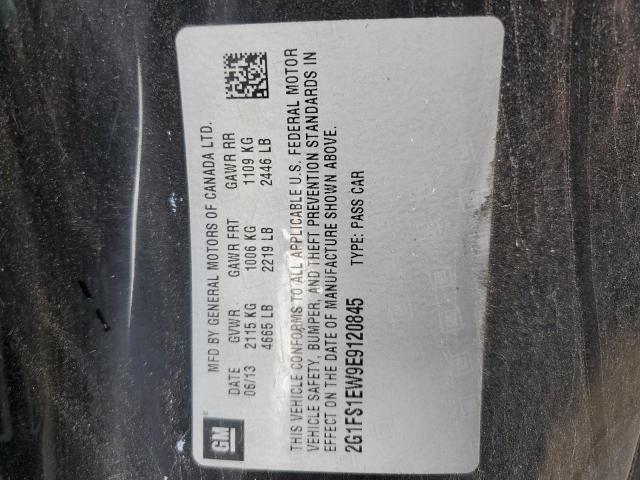 GM®
MFD BY GENERAL MOTORS OF CANADA LTD.
DATE GVWR GAWR FRT GAWR RR
06/13 2115 KG 1006 KG 1109 KG
4665 LB 2219 LB 2446 LB
THIS VEHICLE CONFORMS TO ALL APPLICABLE U.S. FEDERAL MOTOR
VEHICLE SAFETY, BUMPER, AND THEFT PREVENTION STANDARDS IN
EFFECT ON THE DATE OF MANUFACTURE SHOWN ABOVE.
2G1FS1EW9E9120845 TYPE: PASS CAR